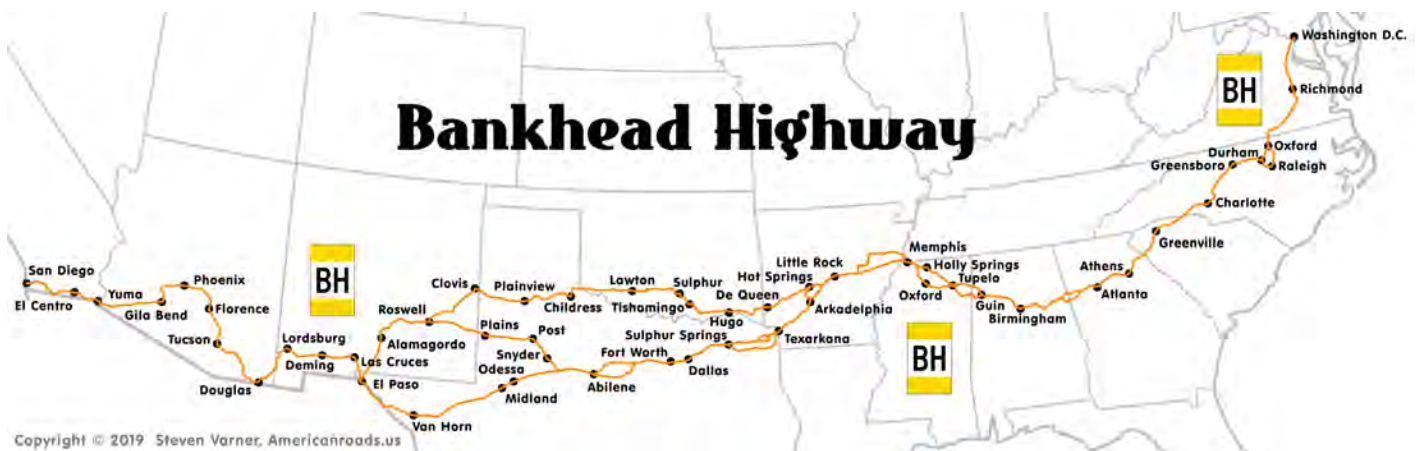 Bankhead Highway
BH
BH
BH
Washington D.C.
Richmond
Oxford
Durham
Raleigh
Greensboro
Charlotte
Greenville
Athens
Atlanta
Birmingham
Guin
Tupelo
Holly Springs
Oxford
Memphis
Little Rock
Hot Springs
Arkadelphia
De Queen
Hugo
Tishamingo
Sulphur
Lawton
Childress
Plainview
Clovis
Roswell
Texarkana
Sulphur Springs
Dallas
Fort Worth
Abilene
Snyder
Post
Plains
Odessa
Midland
Van Horn
El Paso
Alamagordo
Las Cruces
Deming
Lordsburg
Douglas
Tucson
Florence
Phoenix
Gila Bend
Yuma
El Centro
San Diego
Copyright © 2019 Steven Varner, Americanroads.us